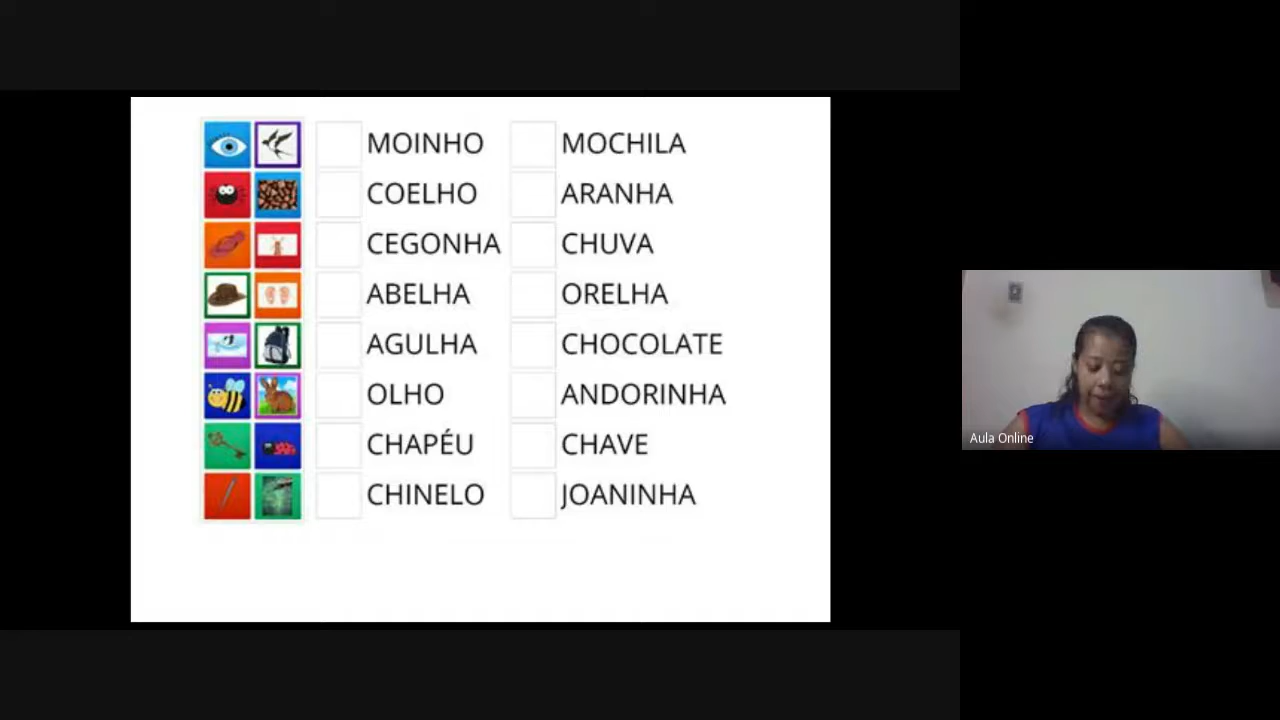 MOINHO MOCHILA
COELHO ARANHA
CEGONHA CHUVA
ABELHA ORELHA
AGULHA CHOCOLATE
OLHO ANDORINHA
CHAPÉU CHAVE
CHINELO JOANINHA
Aula Online